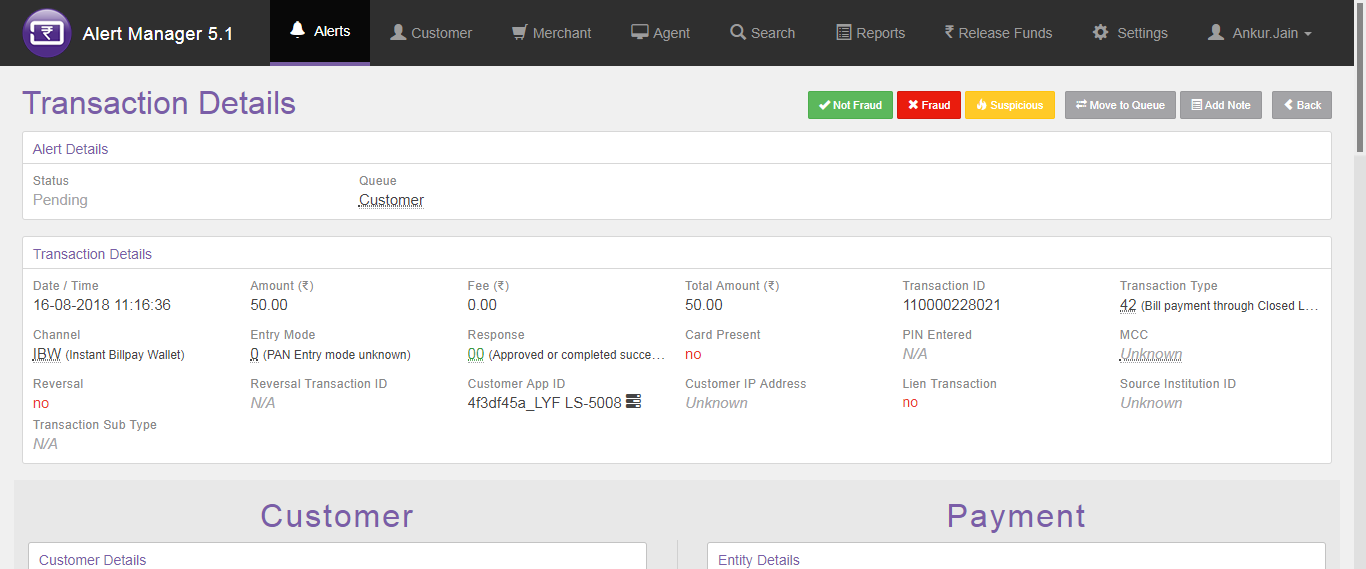 Alert Manager 5.1 Alerts Customer Merchant Agent Search Reports ₹ Release Funds Settings Ankur.Jain
Transaction Details Not Fraud Fraud Suspicious Move to Queue Add Note Back
Alert Details
Status Queue
Pending Customer
Transaction Details
Date / Time Amount (₹) Fee (₹) Total Amount (₹) Transaction ID Transaction Type
16-08-2018 11:16:36 50.00 0.00 50.00 110000228021 42 (Bill payment through Closed L…
Channel Entry Mode Response Card Present PIN Entered MCC
IBW (Instant Billpay Wallet) 0 (PAN Entry mode unknown) 00 (Approved or completed succe… no N/A Unknown
Reversal Reversal Transaction ID Customer App ID Customer IP Address Lien Transaction Source Institution ID
no N/A 4f3df45a_LYF LS-5008 Unknown no Unknown
Transaction Sub Type
N/A
Customer Payment
Customer Details Entity Details